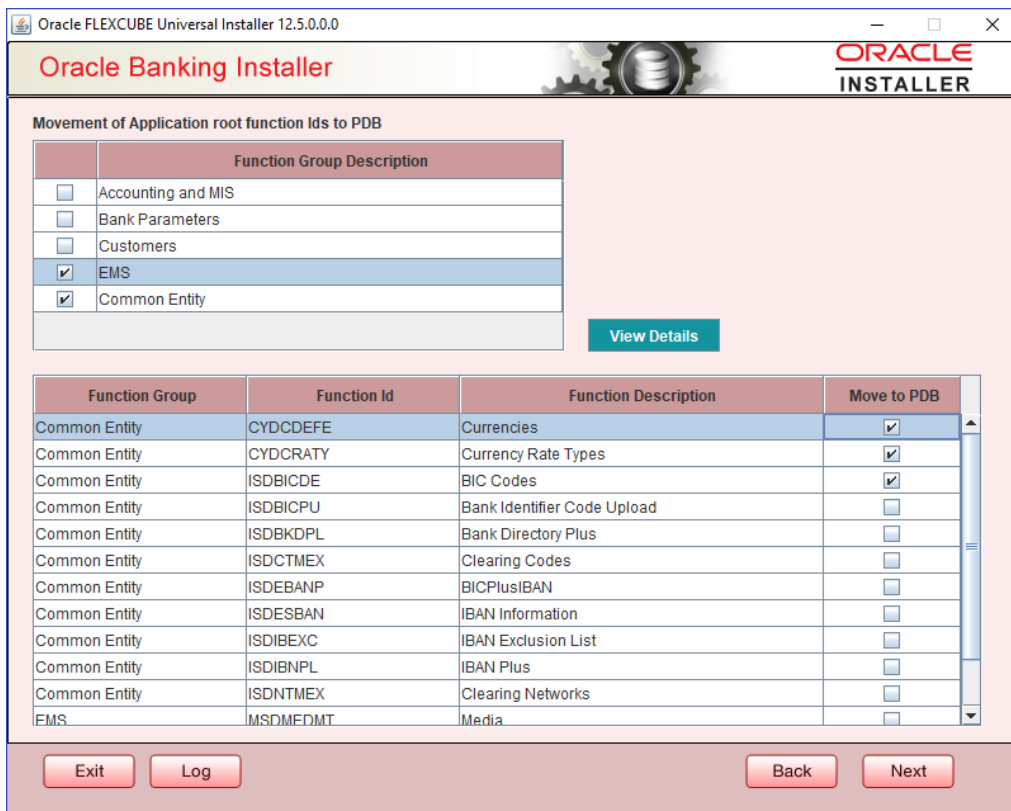 Oracle FLEXCUBE Universal Installer 12.5.0.0.0
Oracle Banking Installer
ORACLE
INSTALLER
Movement of Application root function Ids to PDB
Function Group Description
Accounting and MIS
Bank Parameters
Customers
EMS
Common Entity
View Details
Function Group Function Id Function Description Move to PDB
Common Entity CYDCDEFE Currencies
Common Entity CYDCRATY Currency Rate Types
Common Entity ISDBICDE BIC Codes
Common Entity ISDBICPU Bank Identifier Code Upload
Common Entity ISDBKDPL Bank Directory Plus
Common Entity ISDCTMEX Clearing Codes
Common Entity ISDEBANP BICPlusIBAN
Common Entity ISDESBAN IBAN Information
Common Entity ISDIBEXC IBAN Exclusion List
Common Entity ISDIBNPL IBAN Plus
Common Entity ISDNTMEX Clearing Networks
EMS MSDMEDMT Media
Exit Log Back Next